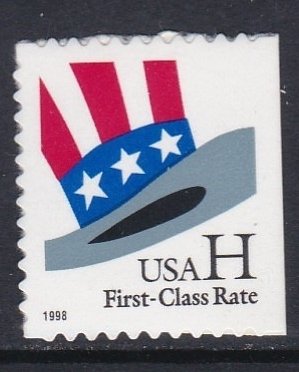 USA H
First-Class Rate
1998